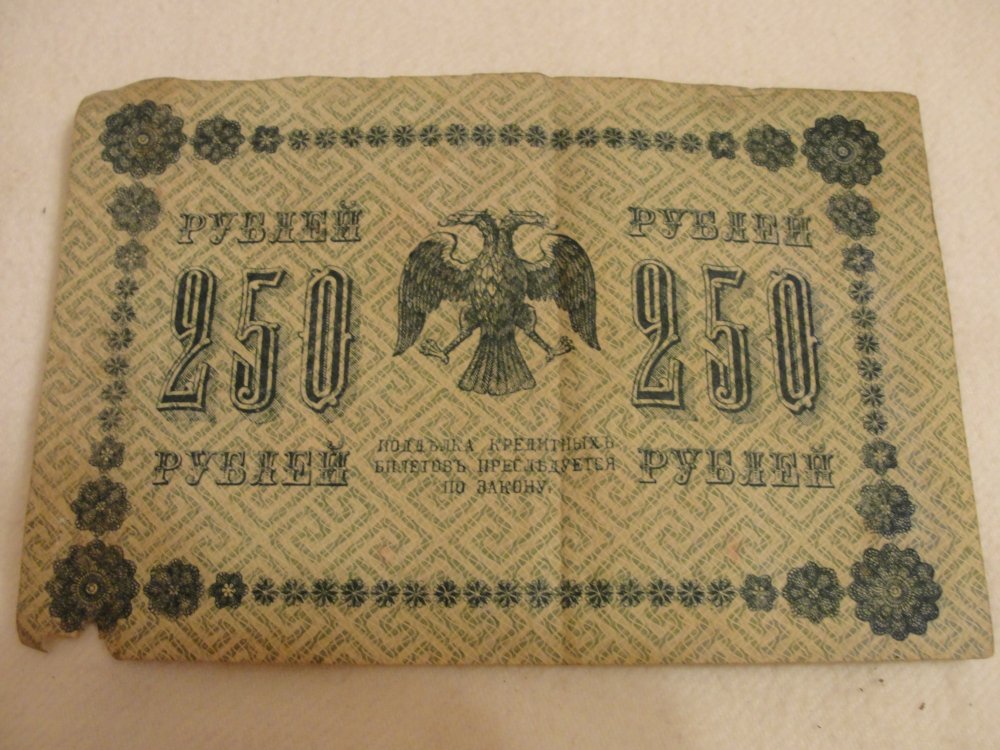 РУБЛЕЙ
250
РУБЛЕЙ
ПОДДѢЛКА КРЕДИТНЫХЪ
БИЛЕТОВЪ ПРЕСЛѢДУЕТСЯ
ПО ЗАКОНУ.
РУБЛЕЙ
250
РУБЛЕЙ